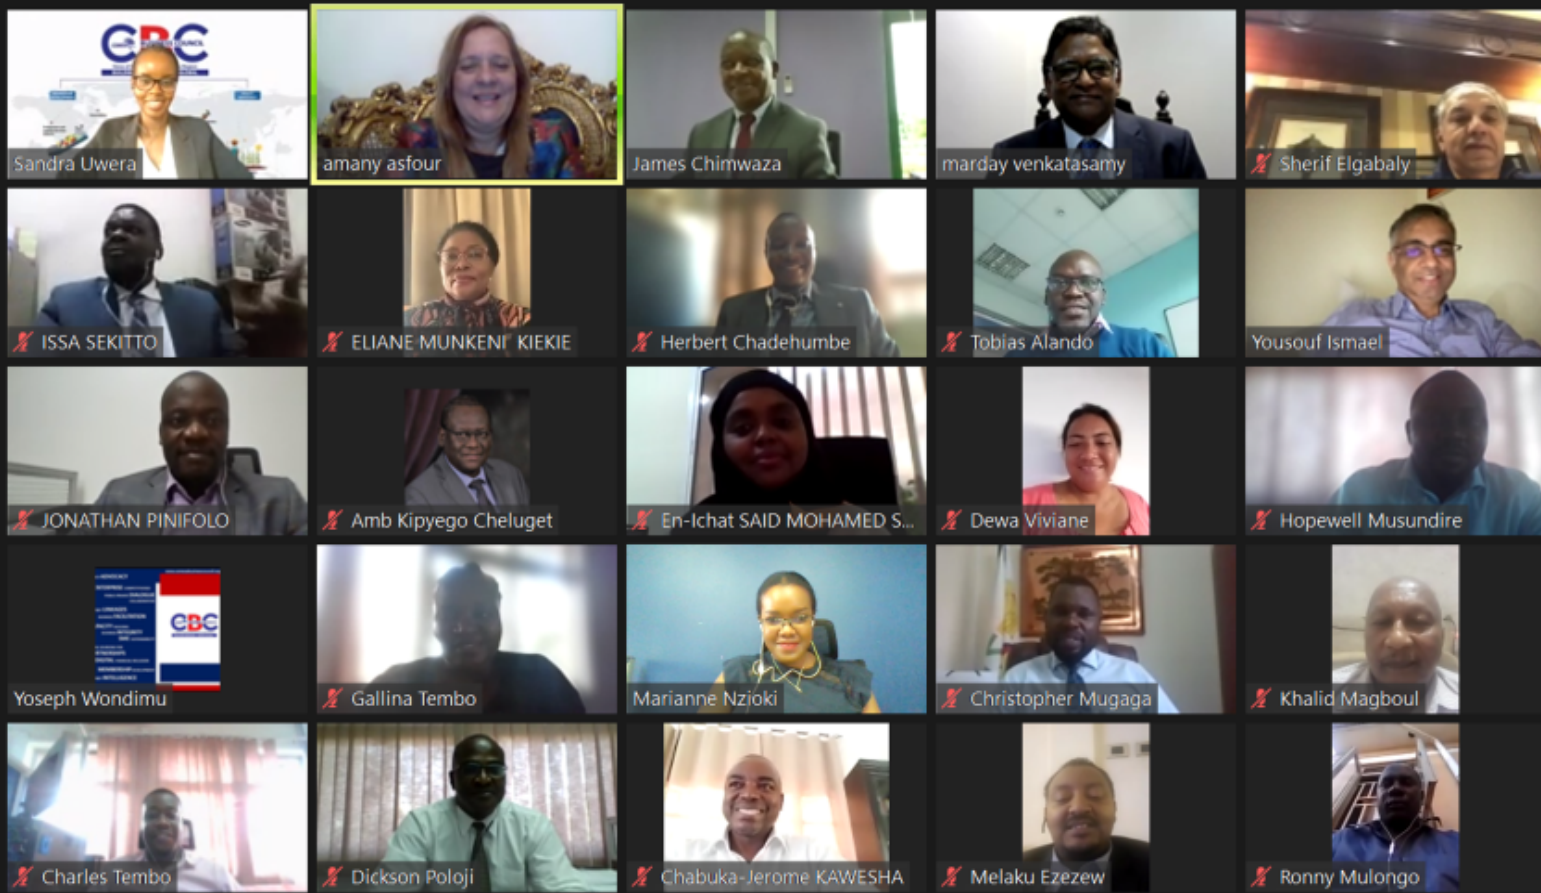 CBC
Sandra Uwera
amany asfour
James Chimwaza
marday venkatasamy
Sherif Elgabaly
ISSA SEKITTO
ELIANE MUNKENI KIEKIE
Herbert Chadehumbe
Tobias Alando
Yousouf Ismael
JONATHAN PINIFOLO
Amb Kipyego Cheluget
En-Ichat SAID MOHAMED S...
Dewa Viviane
Hopewell Musundire
ADVOCACY
CBC
Yoseph Wondimu
Gallina Tembo
Marianne Nzioki
Christopher Mugaga
Khalid Magboul
Charles Tembo
Dickson Poloji
Chabuka-Jerome KAWESHA
Melaku Ezezew
Ronny Mulongo